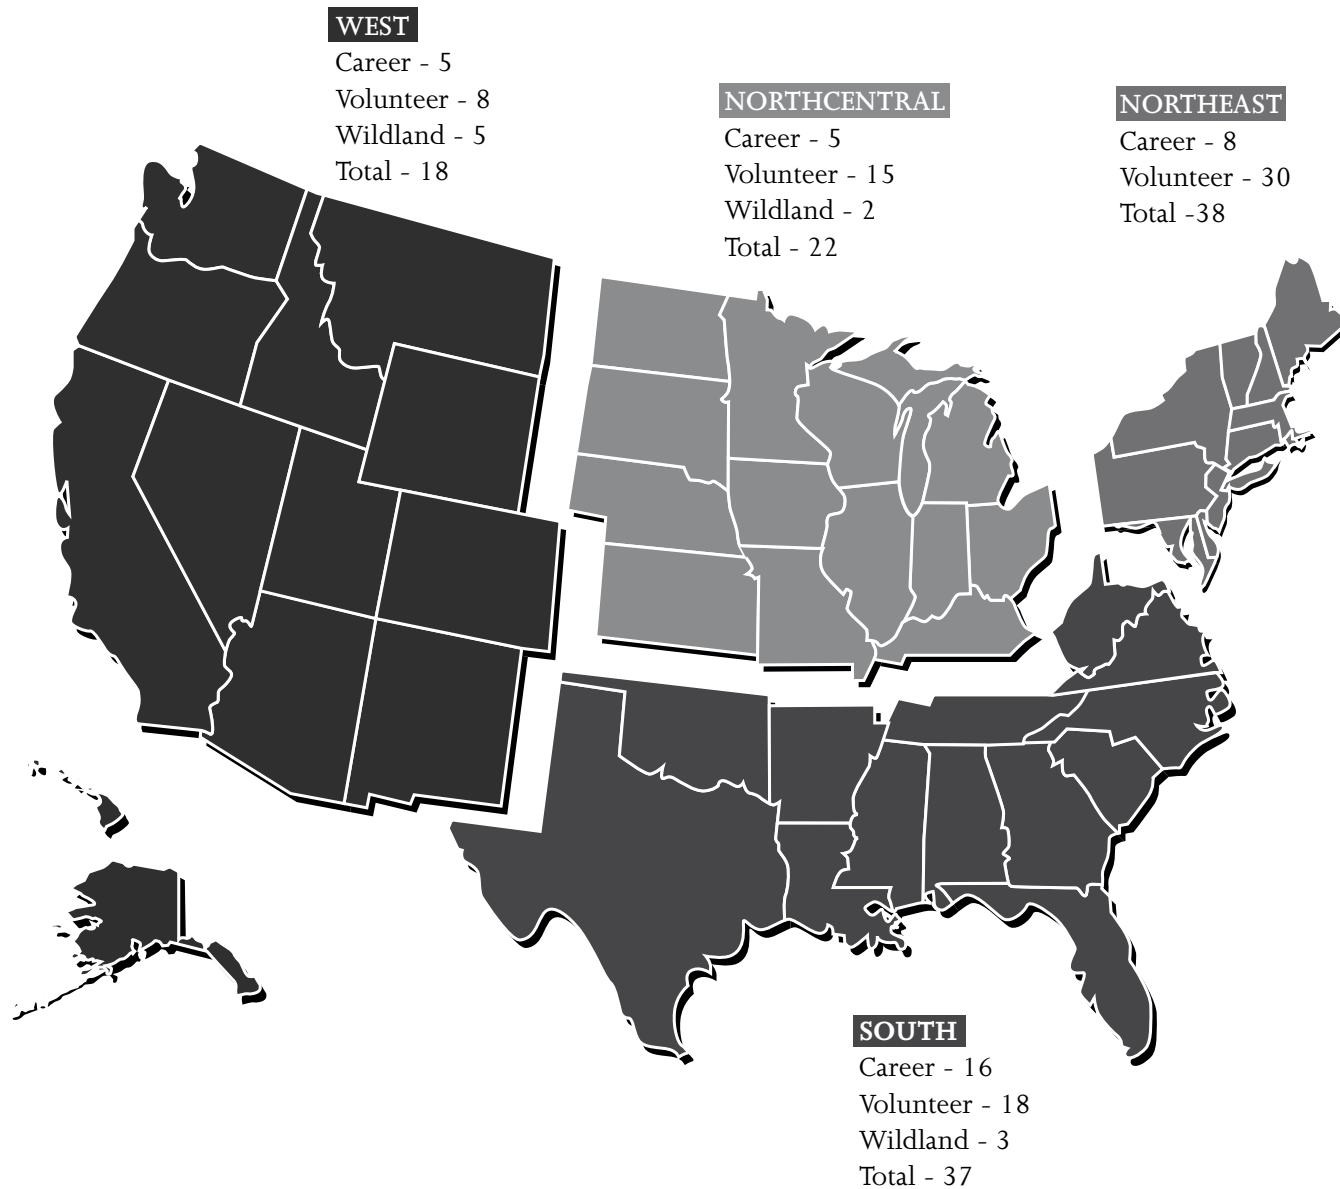 WEST
Career - 5
Volunteer - 8
Wildland - 5
Total - 18
NORTHCENTRAL
Career - 5
Volunteer - 15
Wildland - 2
Total - 22
NORTHEAST
Career - 8
Volunteer - 30
Total -38
SOUTH
Career - 16
Volunteer - 18
Wildland - 3
Total - 37